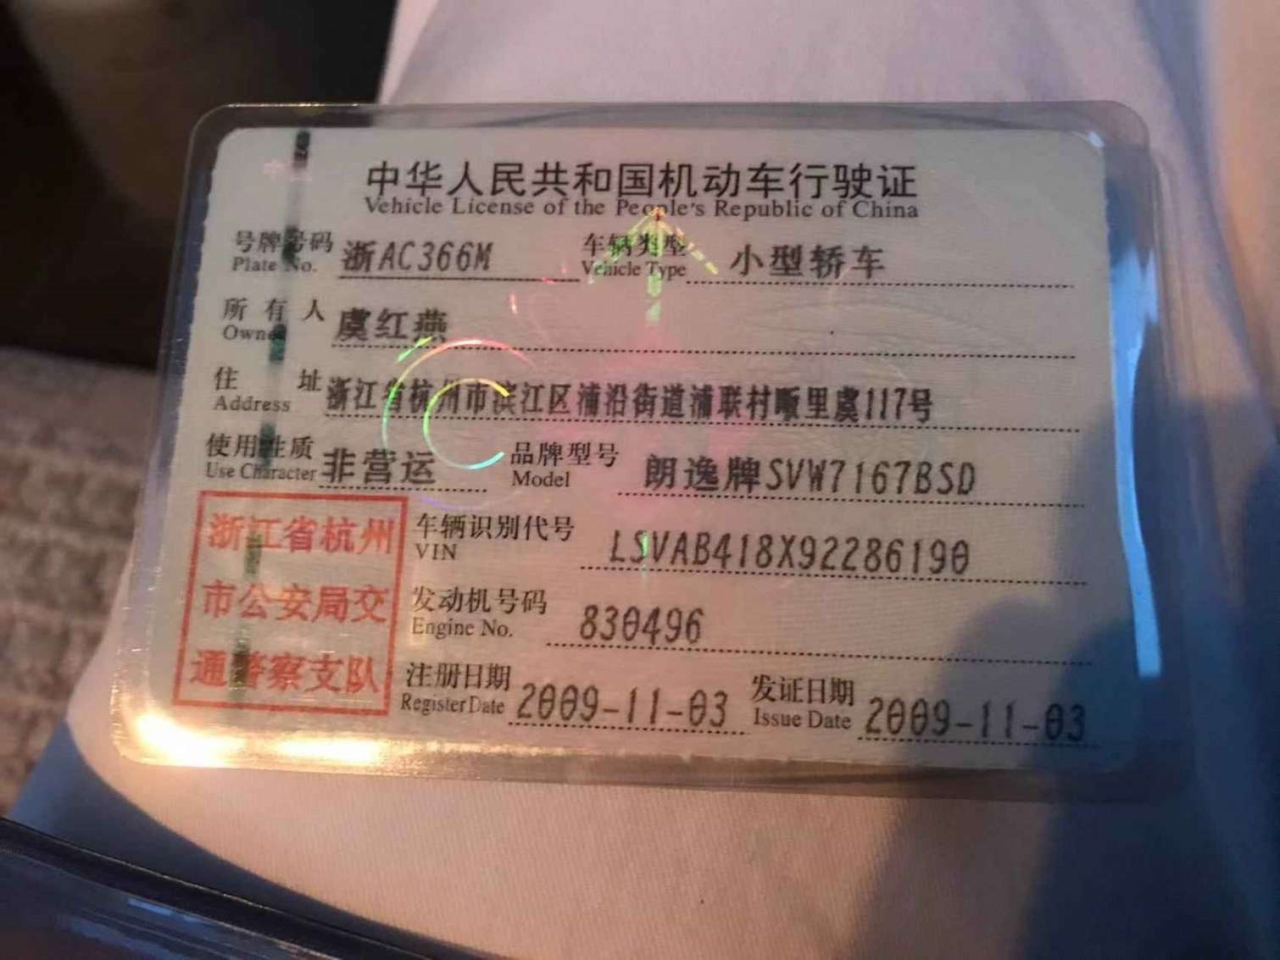 中华人民共和国机动车行驶证
Vehicle License of the People's Republic of China
号牌号码 浙AC366M 车辆类型 小型轿车
Plate No. Vehicle Type
所有人 虞红燕
Owner
住址 浙江省杭州市滨江区浦沿街道浦联村 里虞117号
Address
使用性质 非营运 品牌型号 朗逸牌SVW7167BSD
Use Character Model
浙江省杭州
市公安局交
通警察支队
车辆识别代号 LSVAB418X92286190
VIN
发动机号码 830496
Engine No.
注册日期 2009-11-03 发证日期 2009-11-03
Register Date Issue Date